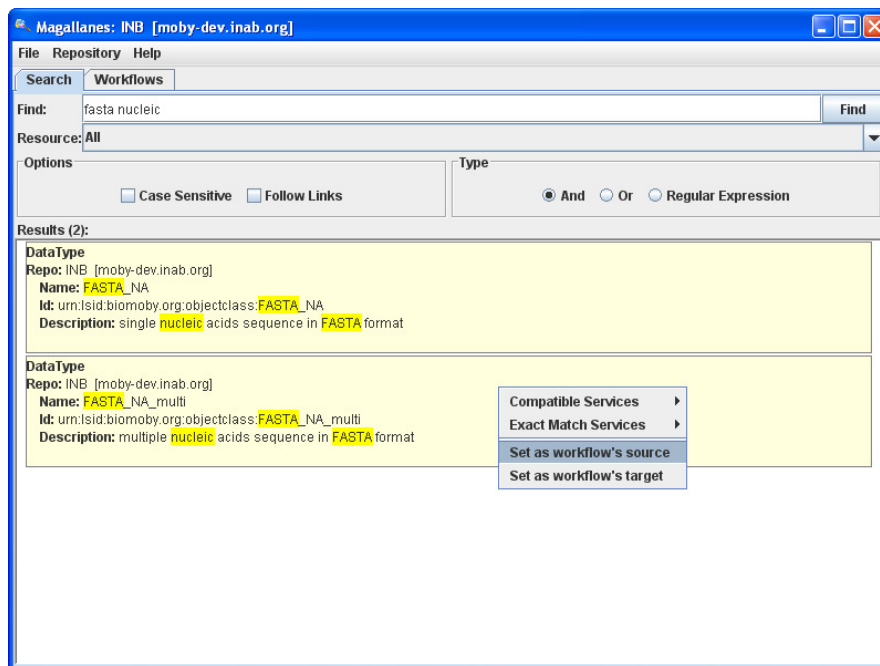 Magallanes: INB [moby-dev.inab.org]
File Repository Help
Search Workflows
Find: fasta nucleic Find
Resource: All
Options Type
Case Sensitive Follow Links And Or Regular Expression
Results (2):
DataType
Repo: INB [moby-dev.inab.org]
Name: FASTA_NA
Id: urn:lsid:biomoby.org:objectclass:FASTA_NA
Description: single nucleic acids sequence in FASTA format
DataType
Repo: INB [moby-dev.inab.org]
Name: FASTA_NA_multi
Id: urn:lsid:biomoby.org:objectclass:FASTA_NA_multi
Description: multiple nucleic acids sequence in FASTA format
Compatible Services
Exact Match Services
Set as workflow's source
Set as workflow's target